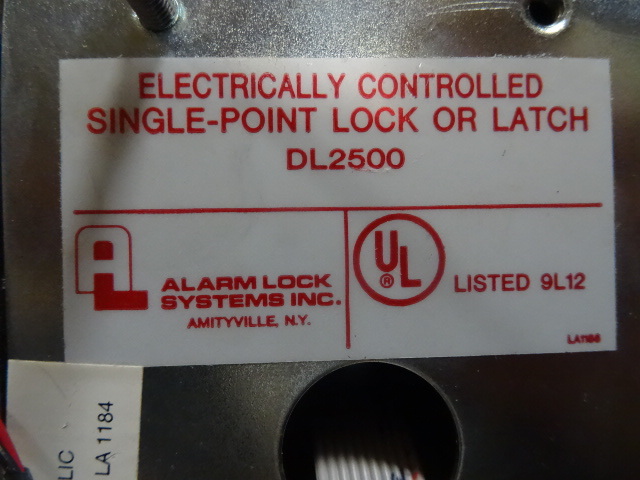 ELECTRICALLY CONTROLLED
SINGLE-POINT LOCK OR LATCH
DL2500
AL
ALARM LOCK
SYSTEMS INC.
AMITYVILLE, N.Y.
UL
®
LISTED 9L12
LIC
LA 1184